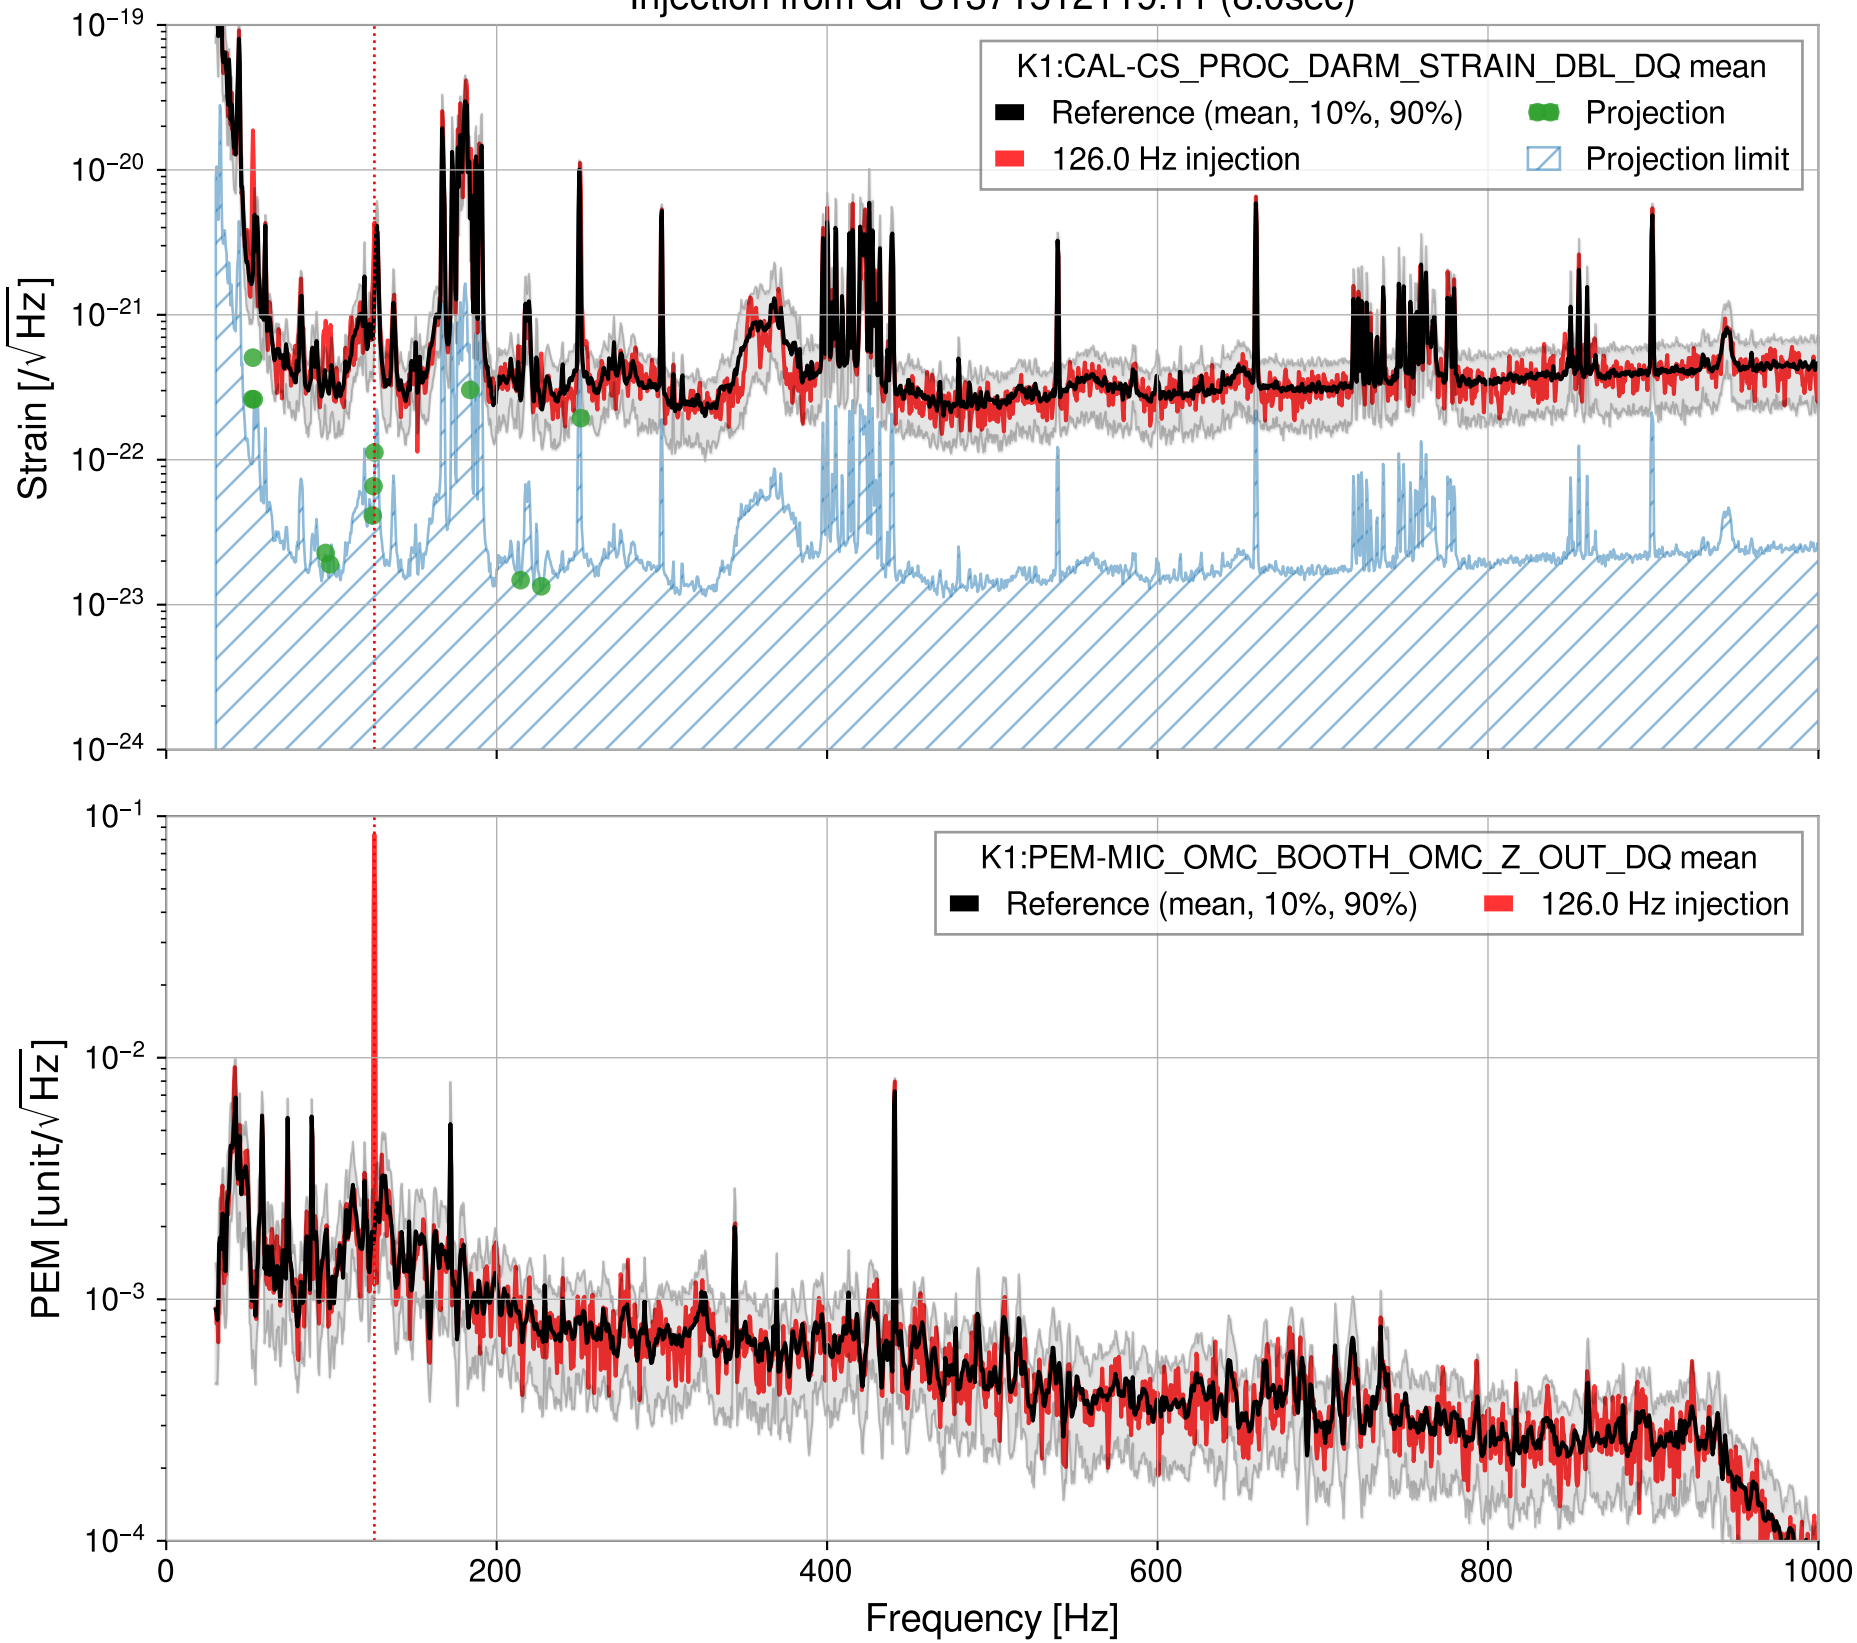 10−19
K1:CAL-CS_PROC_DARM_STRAIN_DBL_DQ mean
Reference (mean, 10%, 90%)
Projection
126.0 Hz injection
Projection limit
10−20
10−21
10−22
10−23
10−24
Strain [/√Hz]
10−1
K1:PEM-MIC_OMC_BOOTH_OMC_Z_OUT_DQ mean
Reference (mean, 10%, 90%)
126.0 Hz injection
10−2
10−3
10−4
PEM [unit/√Hz]
0 200 400 600 800 1000
Frequency [Hz]